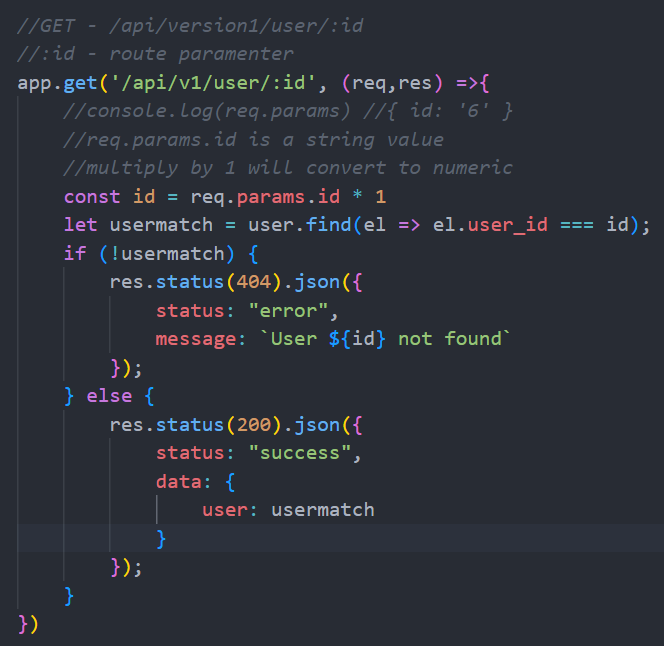 //GET - /api/version1/user/:id
//:id - route paramenter
app.get('/api/v1/user/:id', (req,res) =>{
    //console.log(req.params) //{ id: '6' }
    //req.params.id is a string value
    //multiply by 1 will convert to numeric
    const id = req.params.id * 1
    let usermatch = user.find(el => el.user_id === id);
    if (!usermatch) {
        res.status(404).json({
            status: "error",
            message: `User ${id} not found`
        });
    } else {
        res.status(200).json({
            status: "success",
            data: {
                user: usermatch
            }
        });
    }
})